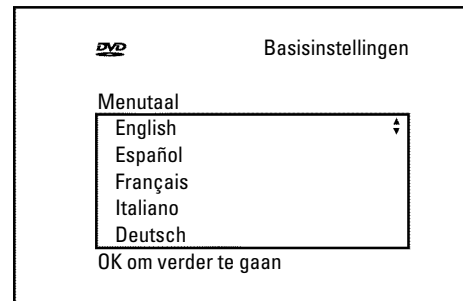 DVD
Basisinstellingen
Menutaal
English
Español
Français
Italiano
Deutsch
OK om verder te gaan